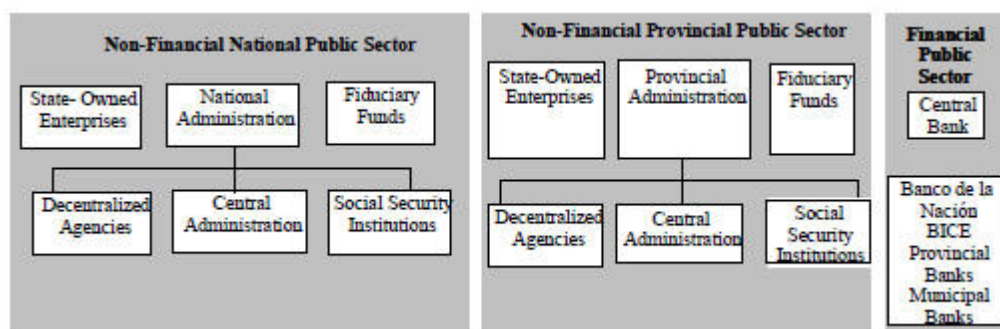 Non-Financial National Public Sector
State- Owned
Enterprises
National
Administration
Fiduciary
Funds
Decentralized
Agencies
Central
Administration
Social Security
Institutions
Non-Financial Provincial Public Sector
State-Owned
Enterprises
Provincial
Administration
Fiduciary
Funds
Decentralized
Agencies
Central
Administration
Social
Security
Institutions
Financial
Public
Sector
Central
Bank
Banco de la
Nación
BICE
Provincial
Banks
Municipal
Banks